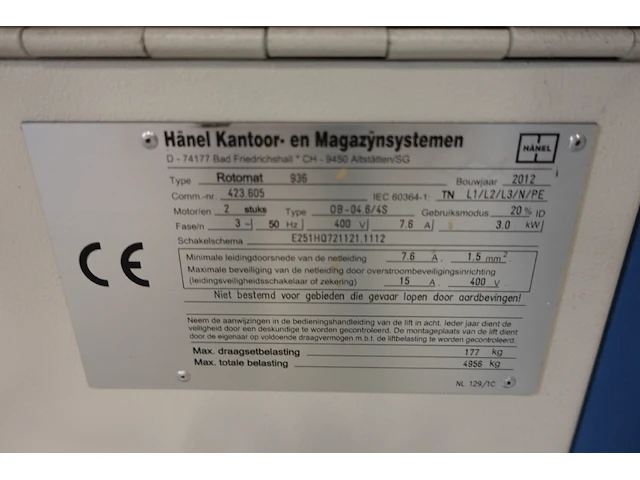 Hänel Kantoor- en Magazÿnsystemen
HÄNEL
D - 74177 Bad Friedrichshall * CH - 9450 Altstätten/SG
Type Rotomat 936 Bouwjaar 2012
Comm.-nr. 423.605 IEC 60364-1: TN L1/L2/L3/N/PE
Motorien 2 stuks Type OB-04.6/4S Gebruiksmodus 20 % ID
Fase/n 3~ 50 Hz 400 V 7.6 A 3.0 kW
Schakelschema E251HQ721121.1112
Minimale leidingdoorsnede van de netleiding 7.6 A. 1.5 mm²
Maximale beveiliging van de netleiding door overstroombeveiligingsinrichting
(leidingsveiligheidsschakelaar of zekering) 15 A. 400 V
Niet bestemd voor gebieden die gevaar lopen door aardbevingen!
Neem de aanwijzingen in de bedieningshandleiding van de lift in acht. Ieder jaar dient de
veiligheid door een deskundige te worden gecontroleerd. De montageplaats van de lift dient
door de eigenaar op voldoende draagvermogen m.b.t. de liftbelasting te worden gecontroleerd.
Max. draagsetbelasting 177 kg
Max. totale belasting 4956 kg
NL 129/1C
CE